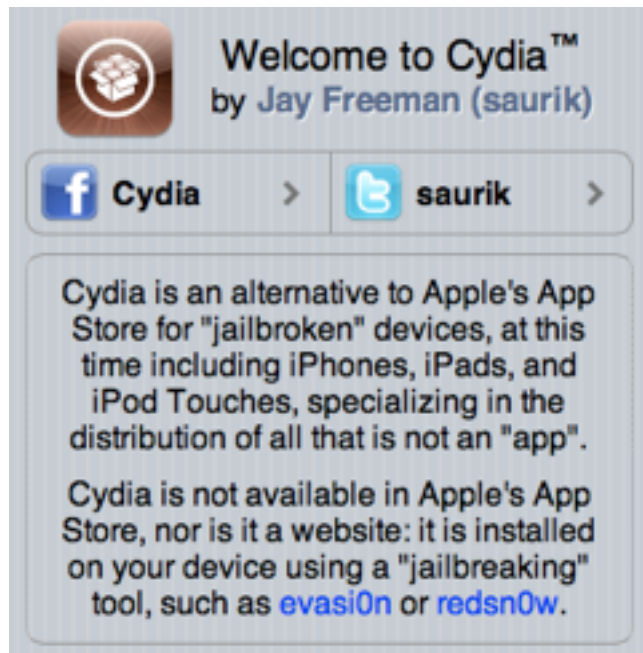 Welcome to Cydia™
by Jay Freeman (saurik)
Cydia
saurik
Cydia is an alternative to Apple's App
Store for "jailbroken" devices, at this
time including iPhones, iPads, and
iPod Touches, specializing in the
distribution of all that is not an "app".
Cydia is not available in Apple's App
Store, nor is it a website: it is installed
on your device using a "jailbreaking"
tool, such as evasi0n or redsn0w.